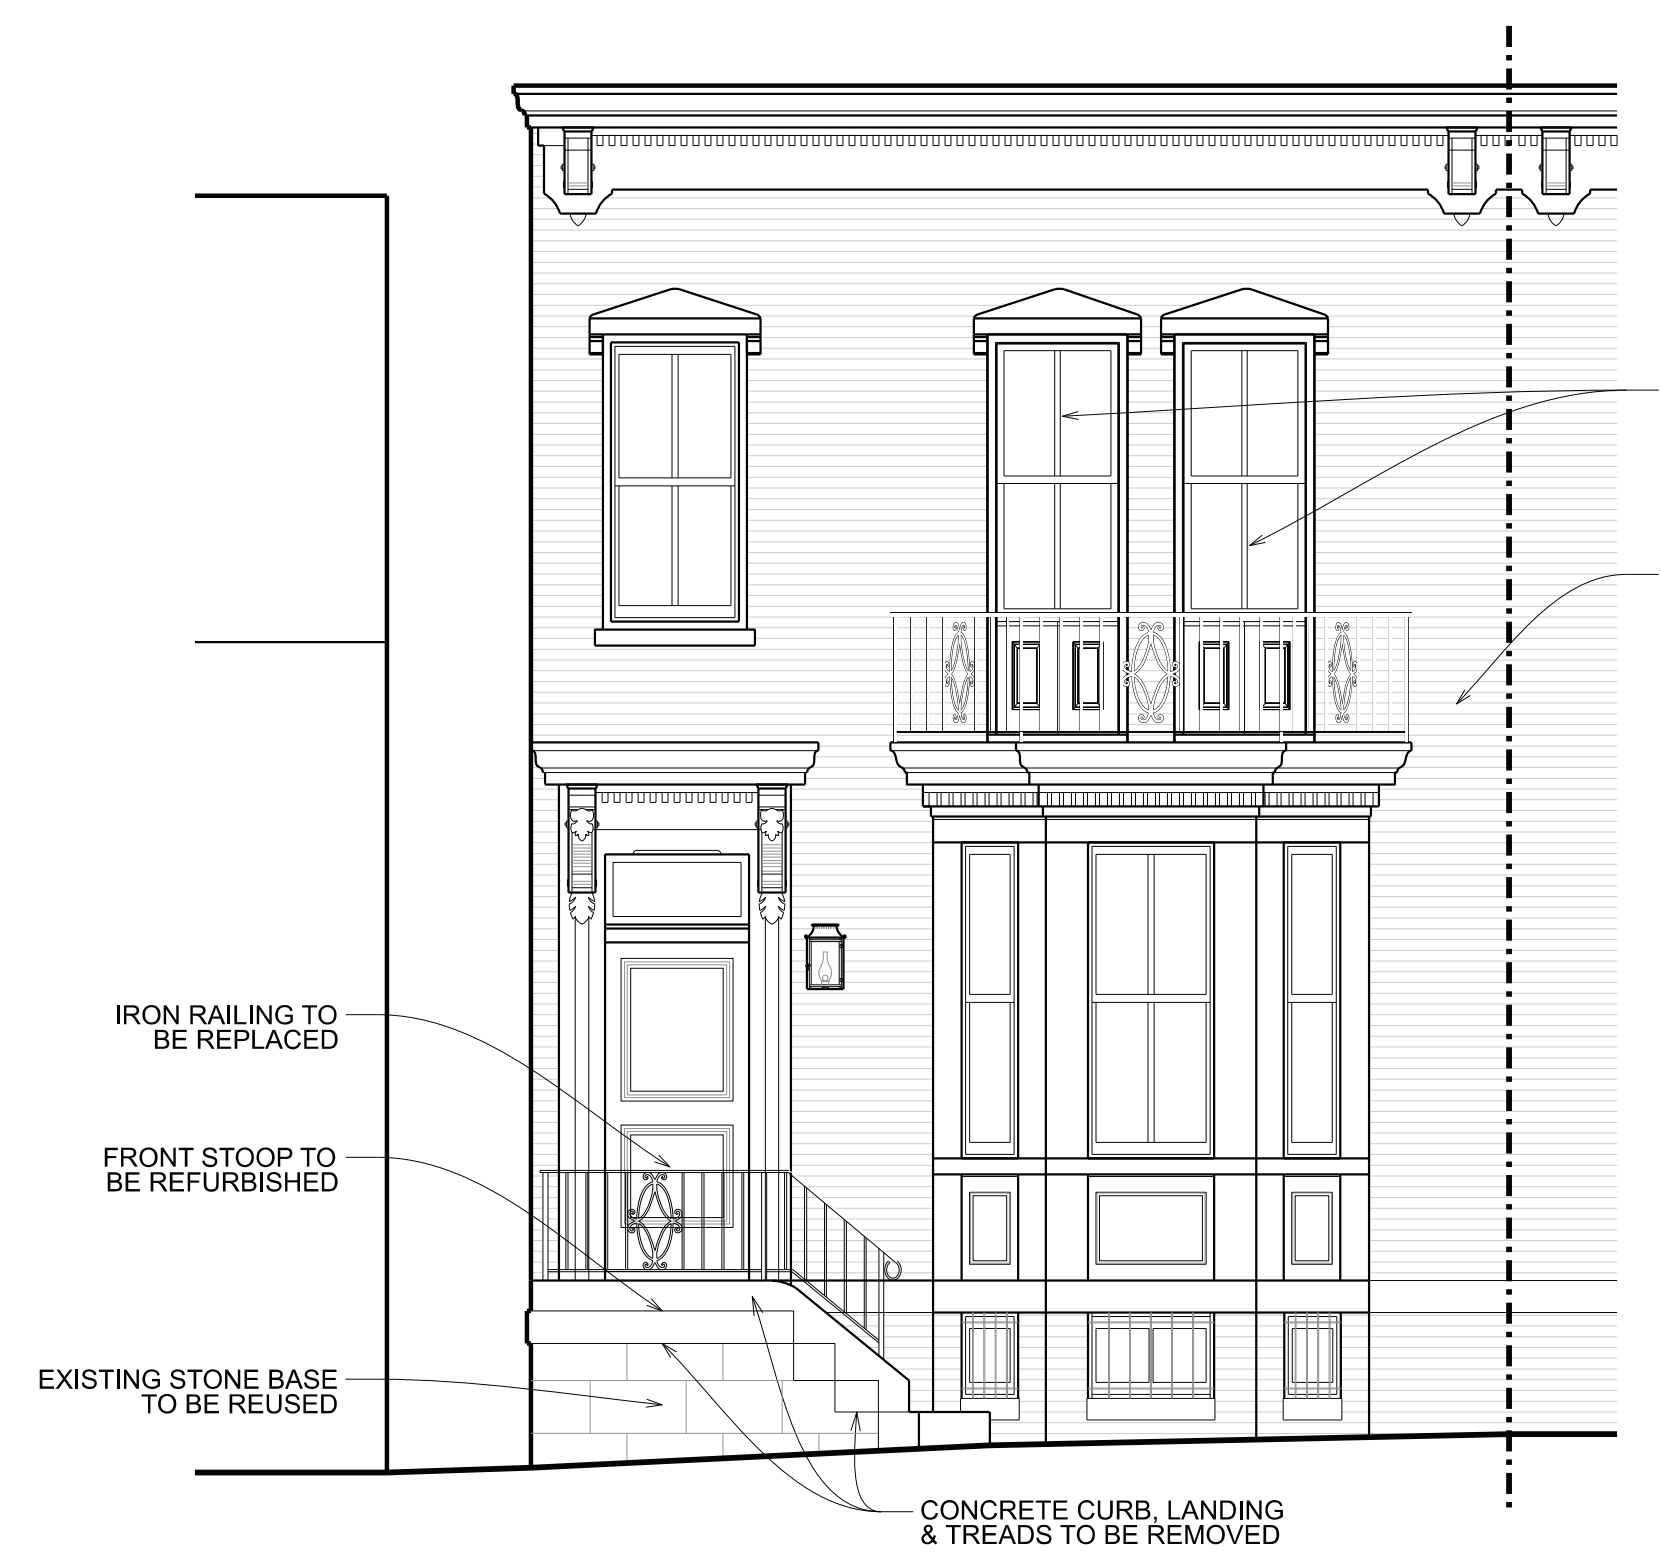 IRON RAILING TO
BE REPLACED
FRONT STOOP TO
BE REFURBISHED
EXISTING STONE BASE
TO BE REUSED
CONCRETE CURB, LANDING
& TREADS TO BE REMOVED